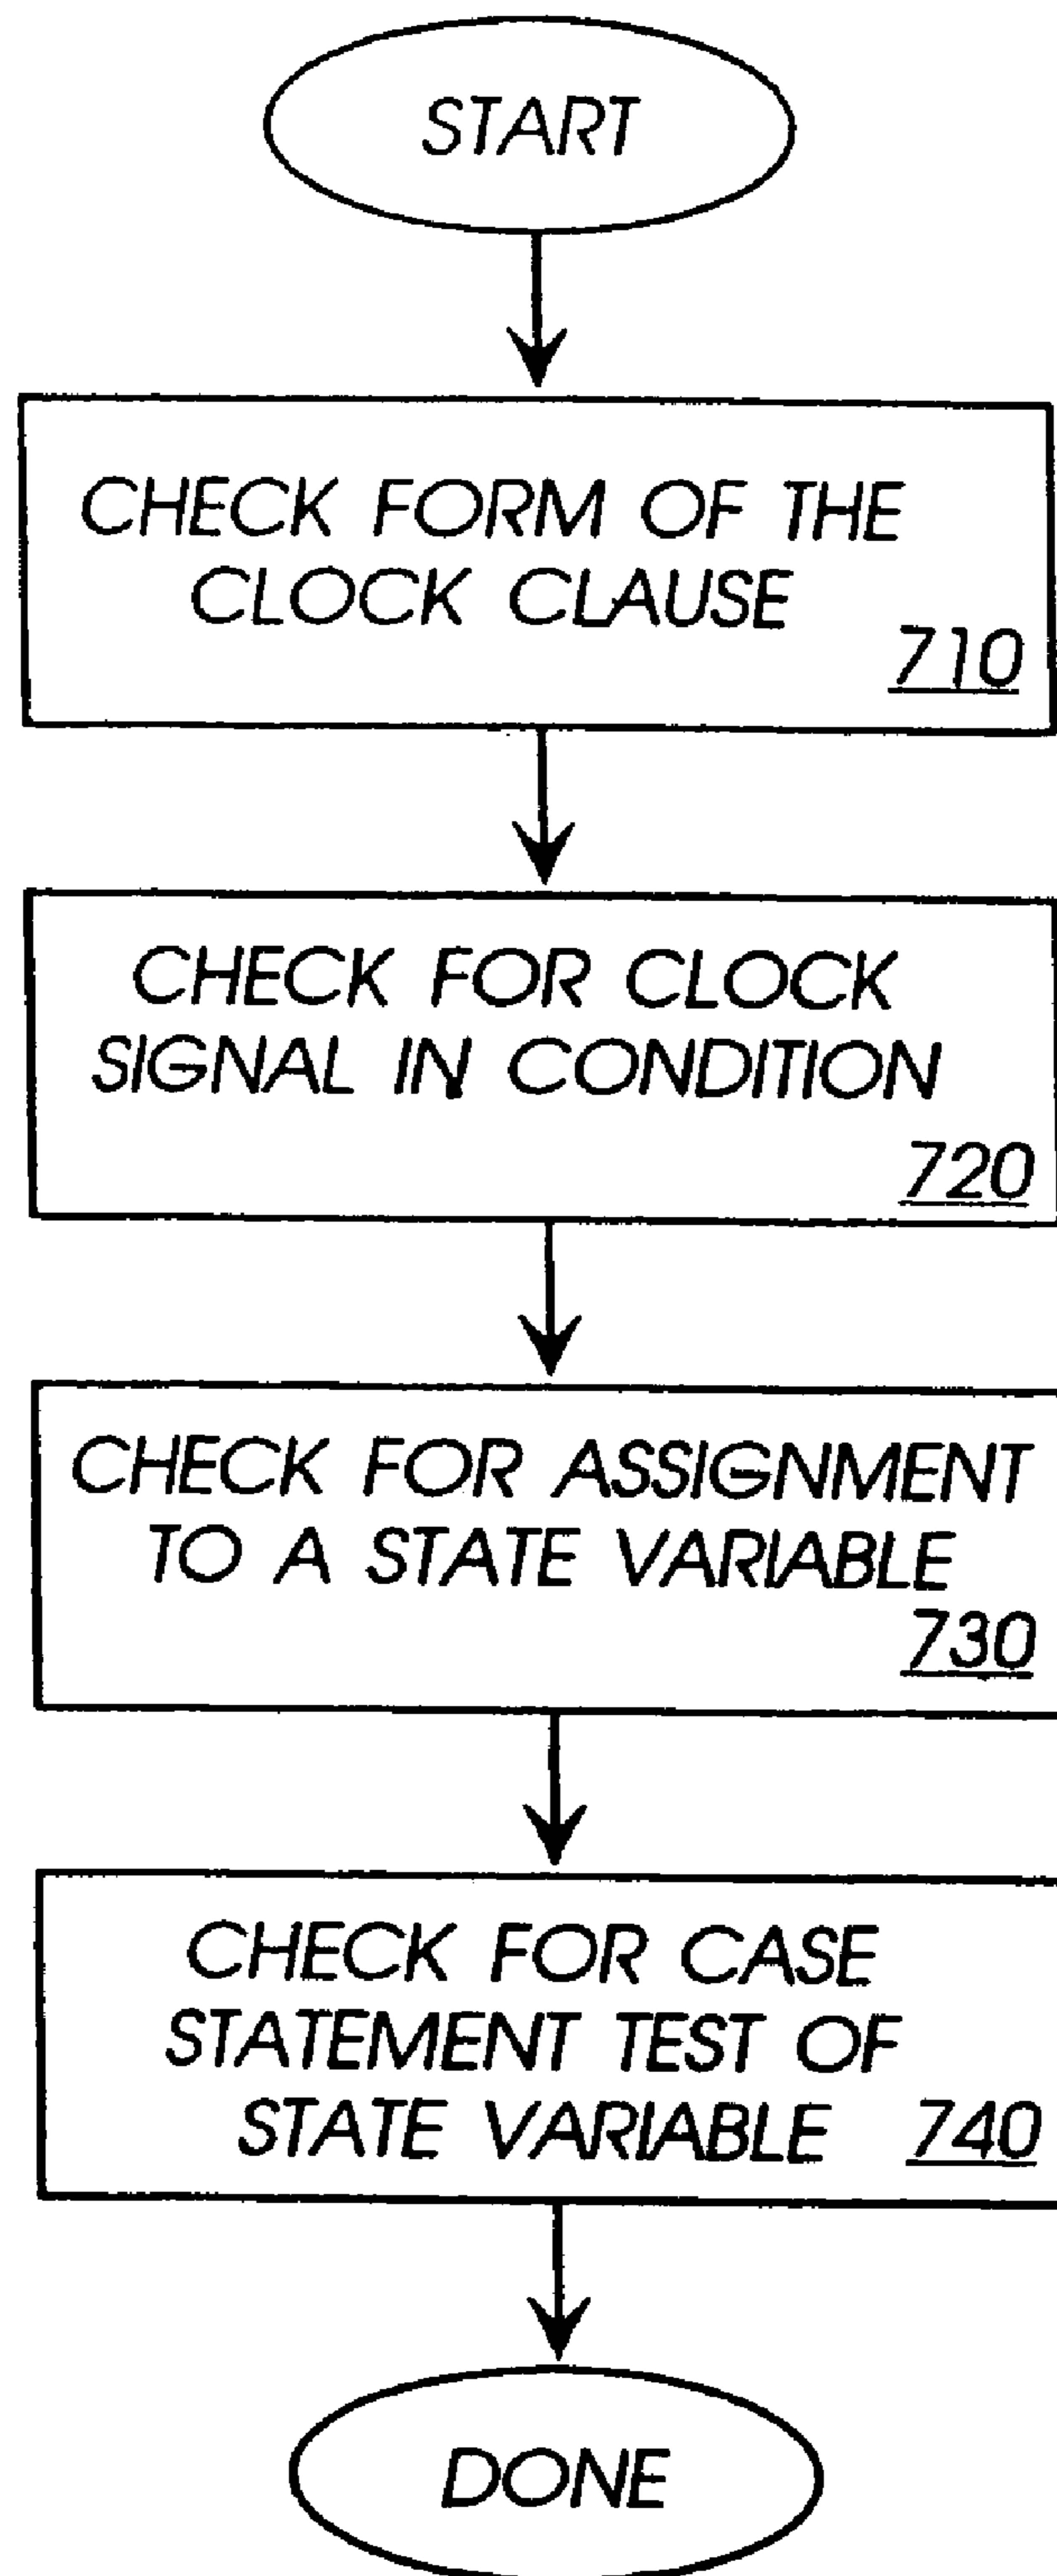 START
CHECK FORM OF THE
CLOCK CLAUSE
710
CHECK FOR CLOCK
SIGNAL IN CONDITION
720
CHECK FOR ASSIGNMENT
TO A STATE VARIABLE
730
CHECK FOR CASE
STATEMENT TEST OF
STATE VARIABLE 740
DONE